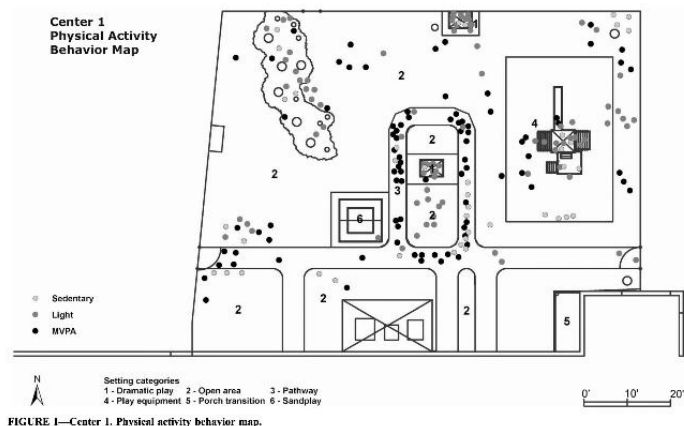 Center 1
Physical Activity
Behavior Map
1
2
4
2
2
1
3
2
6
2
2
2
2
5
Sedentary
Light
MVPA
N
Setting categories
1 - Dramatic play 2 - Open area 3 - Pathway
4 - Play equipment 5 - Porch transition 6 - Sandplay
0' 10' 20'
FIGURE 1—Center 1. Physical activity behavior map.